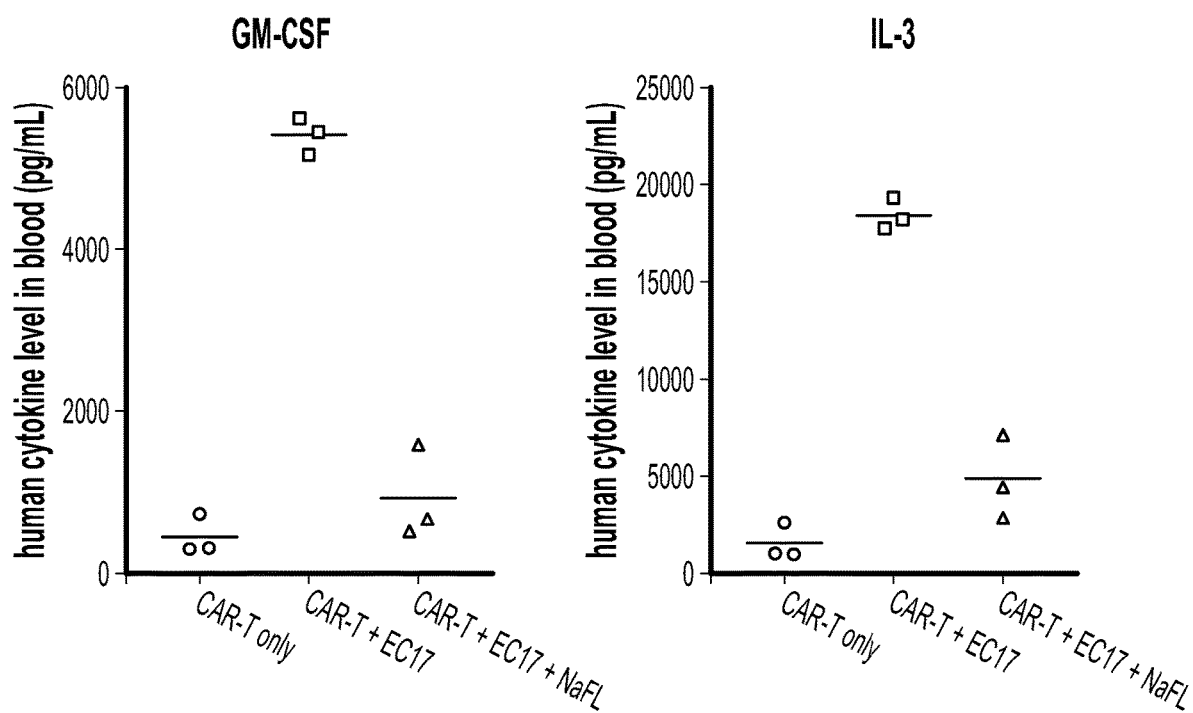 GM-CSF
human cytokine level in blood (pg/mL)
6000
4000
2000
0
CAR-T only
CAR-T + EC17
CAR-T + EC17 + NaFL
IL-3
human cytokine level in blood (pg/mL)
25000
20000
15000
10000
5000
0
CAR-T only
CAR-T + EC17
CAR-T + EC17 + NaFL